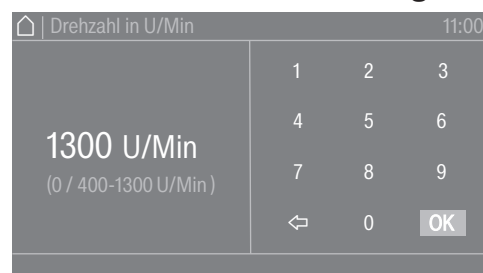 Drehzahl in U/Min 11:00
1300 U/Min
(0 / 400-1300 U/Min )
1 2 3
4 5 6
7 8 9
0 OK